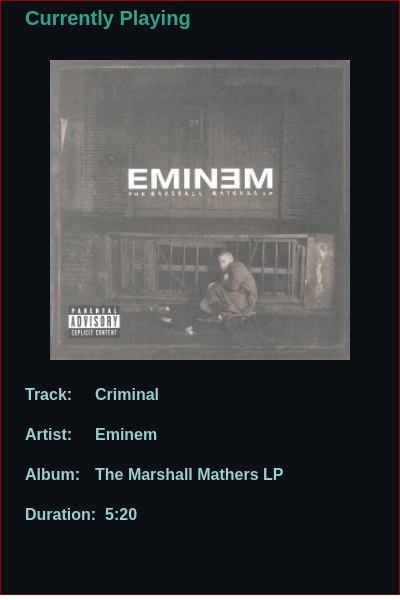 Currently Playing
EMINƎM
THE MARSHALL MATHERS LP
PARENTAL
ADVISORY
EXPLICIT CONTENT
Track: Criminal
Artist: Eminem
Album: The Marshall Mathers LP
Duration: 5:20